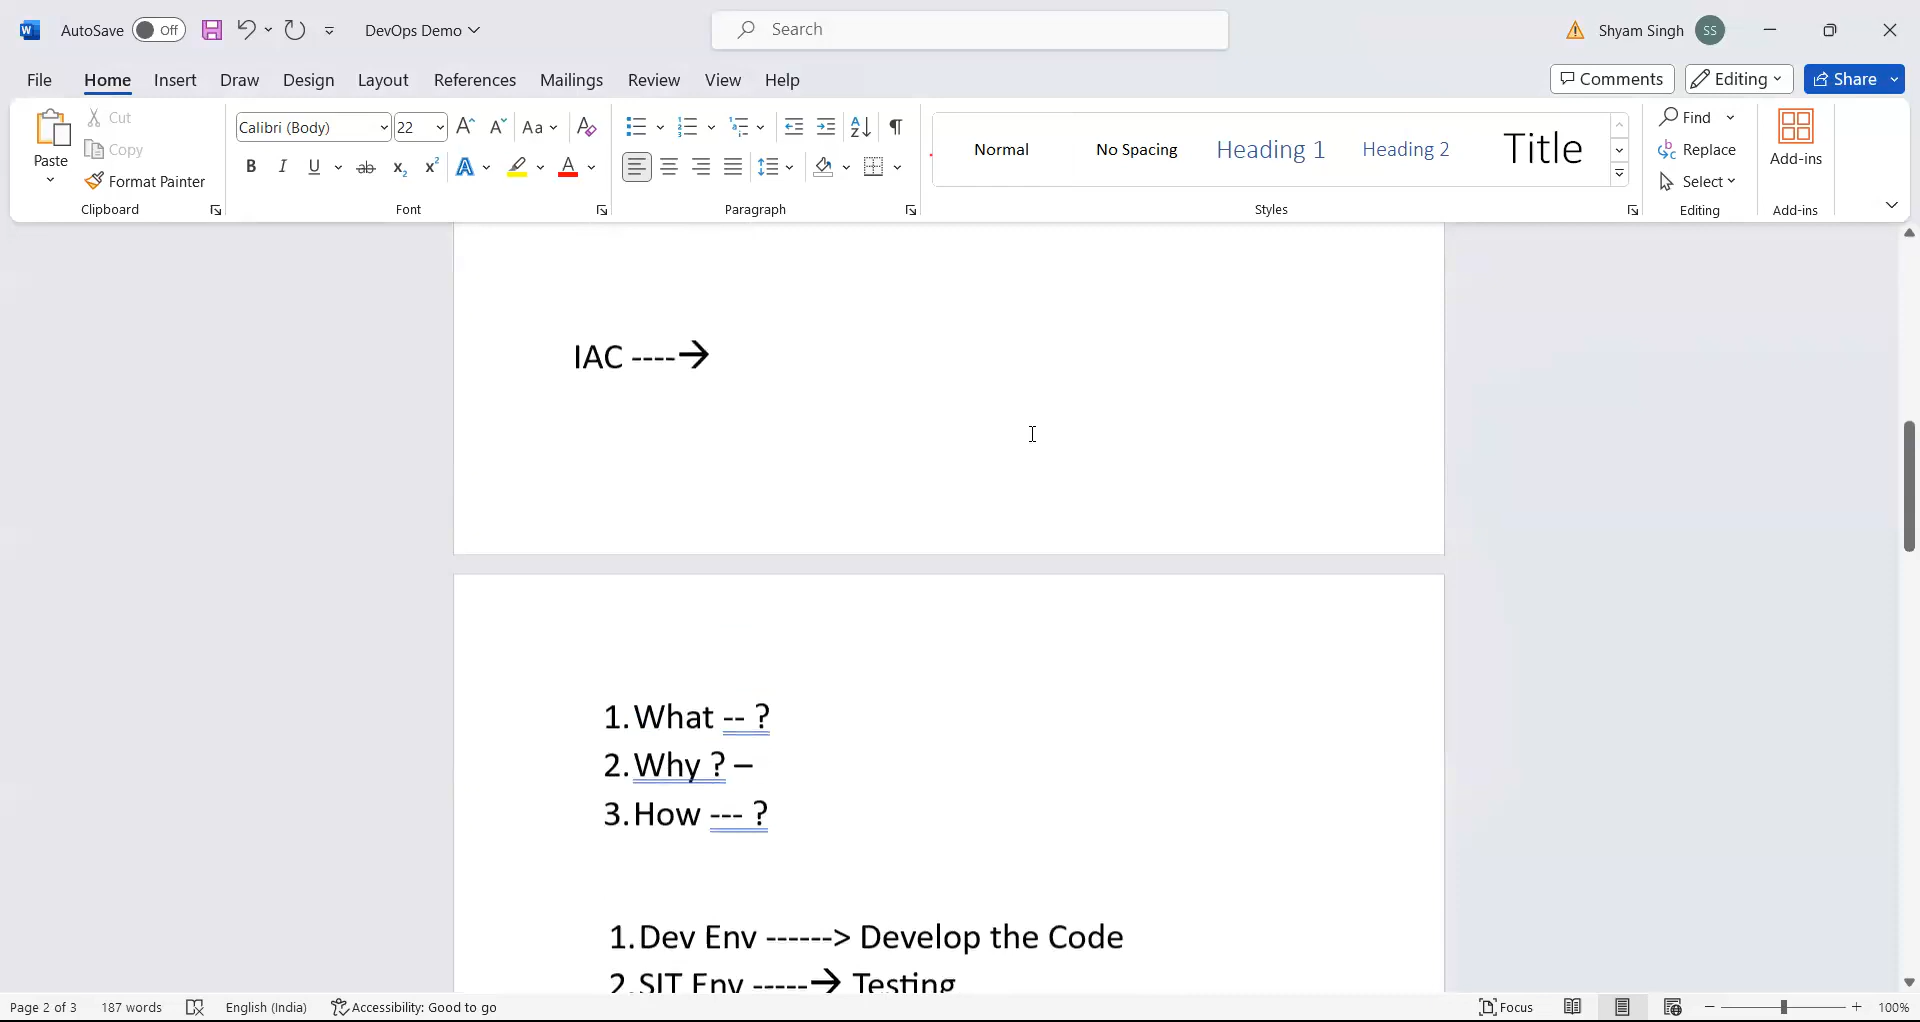 AutoSave Off DevOps Demo Search Shyam Singh SS
File Home Insert Draw Design Layout References Mailings Review View Help Comments Editing Share
Paste Cut Copy Format Painter
Clipboard
Calibri (Body) 22 Aa
B I U ab x₂ x² A A
Font
Paragraph
Normal No Spacing Heading 1 Heading 2 Title
Styles
Find
Replace
Select
Editing
Add-ins
Add-ins
IAC ----→
1. What -- ?
2. Why ? –
3. How --- ?
1. Dev Env ------> Develop the Code
2. SIT Env -----→ Testing
Page 2 of 3 187 words English (India) Accessibility: Good to go Focus 100%